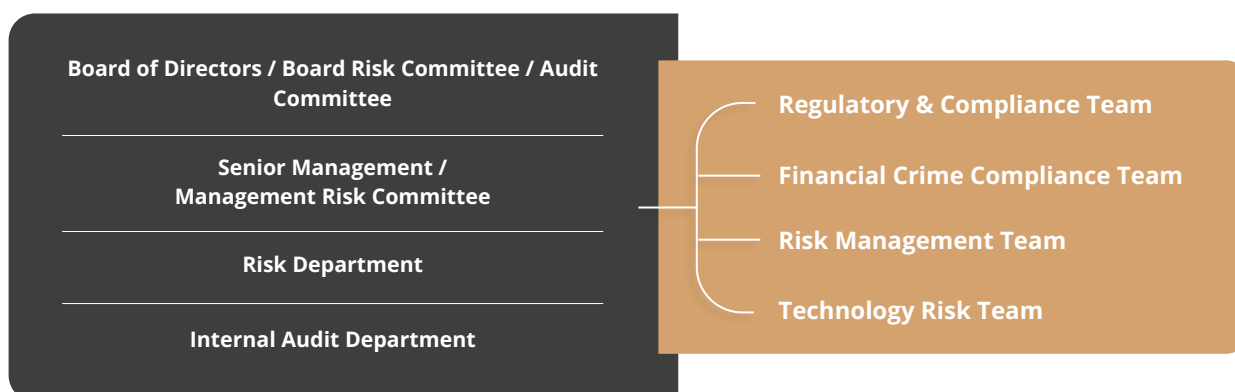 Board of Directors / Board Risk Committee / Audit
Committee
Senior Management /
Management Risk Committee
Risk Department
Internal Audit Department
Regulatory & Compliance Team
Financial Crime Compliance Team
Risk Management Team
Technology Risk Team